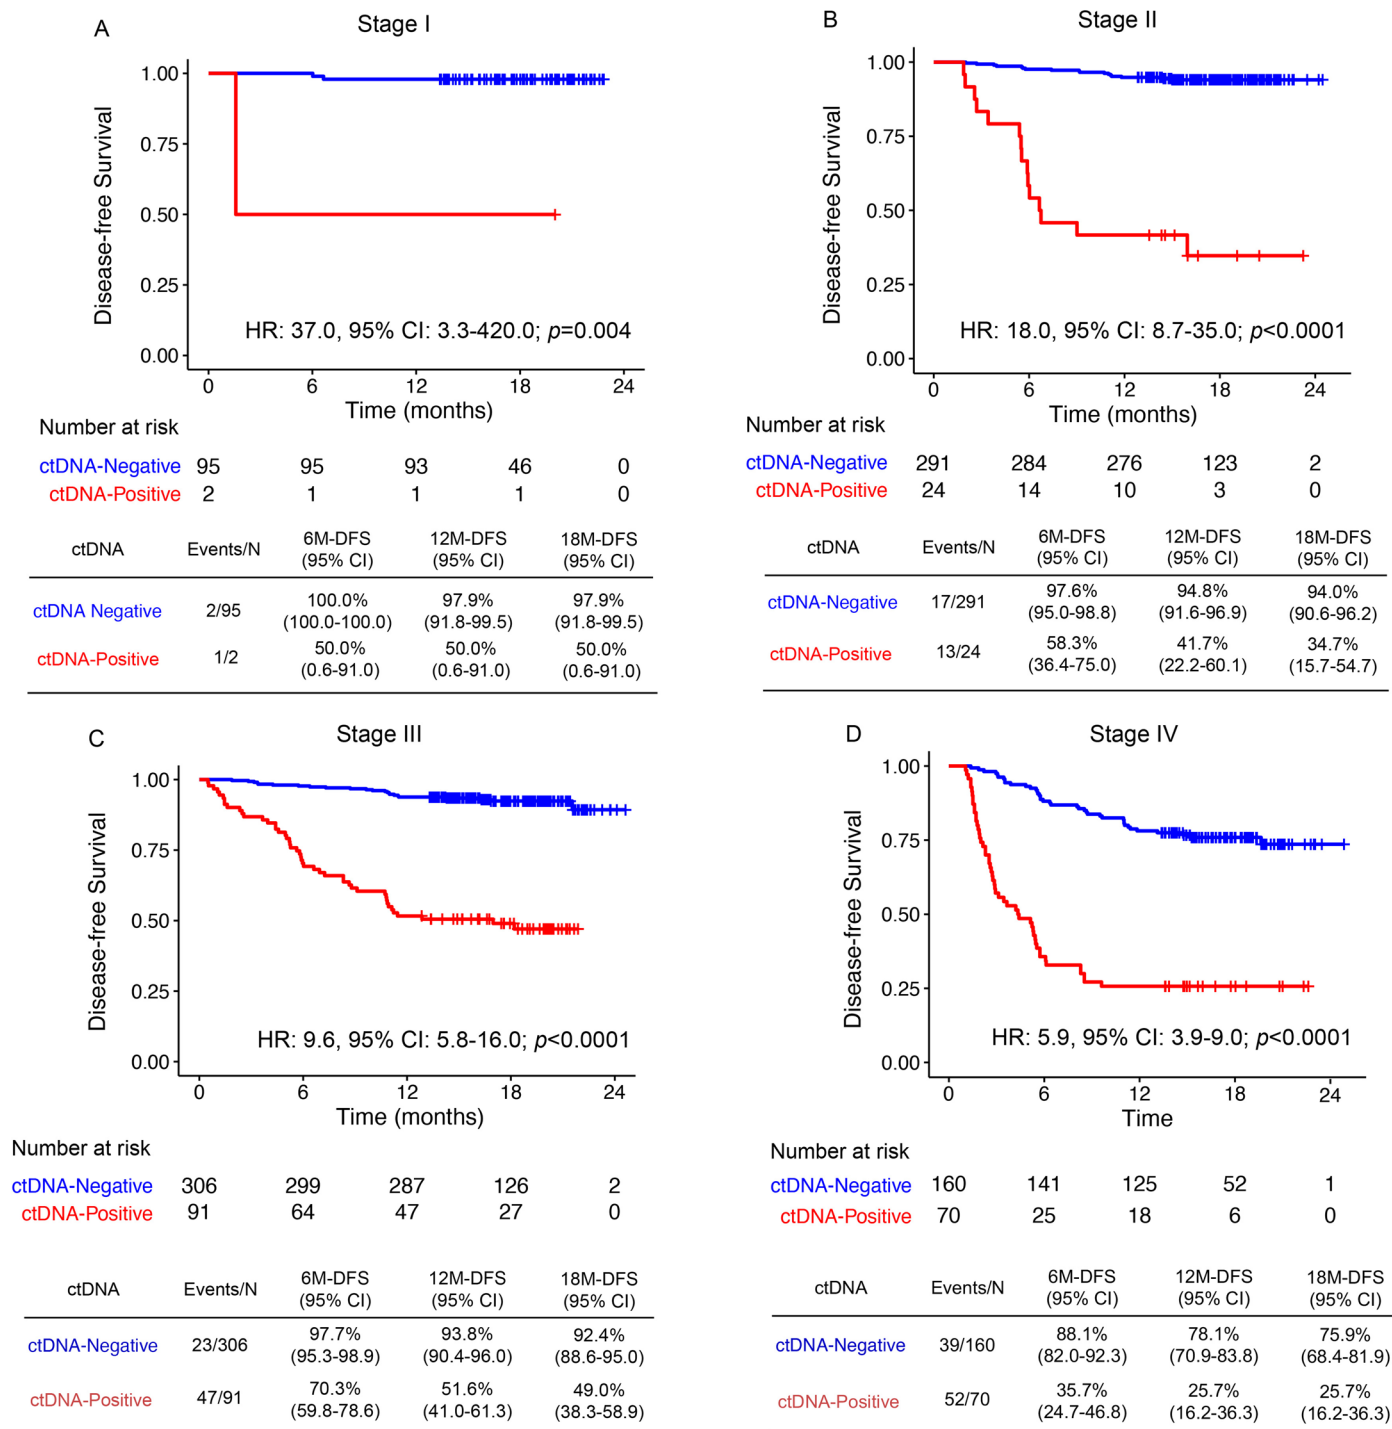 A
Stage I
Disease-free Survival
1.00
0.75
0.50
0.25
0.00
HR: 37.0, 95% CI: 3.3-420.0; p=0.004
0 6 12 18 24
Time (months)
Number at risk
ctDNA-Negative 95 95 93 46 0
ctDNA-Positive 2 1 1 1 0
ctDNA Events/N 6M-DFS (95% CI) 12M-DFS (95% CI) 18M-DFS (95% CI)
ctDNA Negative 2/95 100.0% (100.0-100.0) 97.9% (91.8-99.5) 97.9% (91.8-99.5)
ctDNA-Positive 1/2 50.0% (0.6-91.0) 50.0% (0.6-91.0) 50.0% (0.6-91.0)
B
Stage II
Disease-free Survival
1.00
0.75
0.50
0.25
0.00
HR: 18.0, 95% CI: 8.7-35.0; p<0.0001
0 6 12 18 24
Time (months)
Number at risk
ctDNA-Negative 291 284 276 123 2
ctDNA-Positive 24 14 10 3 0
ctDNA Events/N 6M-DFS (95% CI) 12M-DFS (95% CI) 18M-DFS (95% CI)
ctDNA-Negative 17/291 97.6% (95.0-98.8) 94.8% (91.6-96.9) 94.0% (90.6-96.2)
ctDNA-Positive 13/24 58.3% (36.4-75.0) 41.7% (22.2-60.1) 34.7% (15.7-54.7)
C
Stage III
Disease-free Survival
1.00
0.75
0.50
0.25
0.00
HR: 9.6, 95% CI: 5.8-16.0; p<0.0001
0 6 12 18 24
Time (months)
Number at risk
ctDNA-Negative 306 299 287 126 2
ctDNA-Positive 91 64 47 27 0
ctDNA Events/N 6M-DFS (95% CI) 12M-DFS (95% CI) 18M-DFS (95% CI)
ctDNA-Negative 23/306 97.7% (95.3-98.9) 93.8% (90.4-96.0) 92.4% (88.6-95.0)
ctDNA-Positive 47/91 70.3% (59.8-78.6) 51.6% (41.0-61.3) 49.0% (38.3-58.9)
D
Stage IV
Disease-free Survival
1.00
0.75
0.50
0.25
0.00
HR: 5.9, 95% CI: 3.9-9.0; p<0.0001
0 6 12 18 24
Time
Number at risk
ctDNA-Negative 160 141 125 52 1
ctDNA-Positive 70 25 18 6 0
ctDNA Events/N 6M-DFS (95% CI) 12M-DFS (95% CI) 18M-DFS (95% CI)
ctDNA-Negative 39/160 88.1% (82.0-92.3) 78.1% (70.9-83.8) 75.9% (68.4-81.9)
ctDNA-Positive 52/70 35.7% (24.7-46.8) 25.7% (16.2-36.3) 25.7% (16.2-36.3)